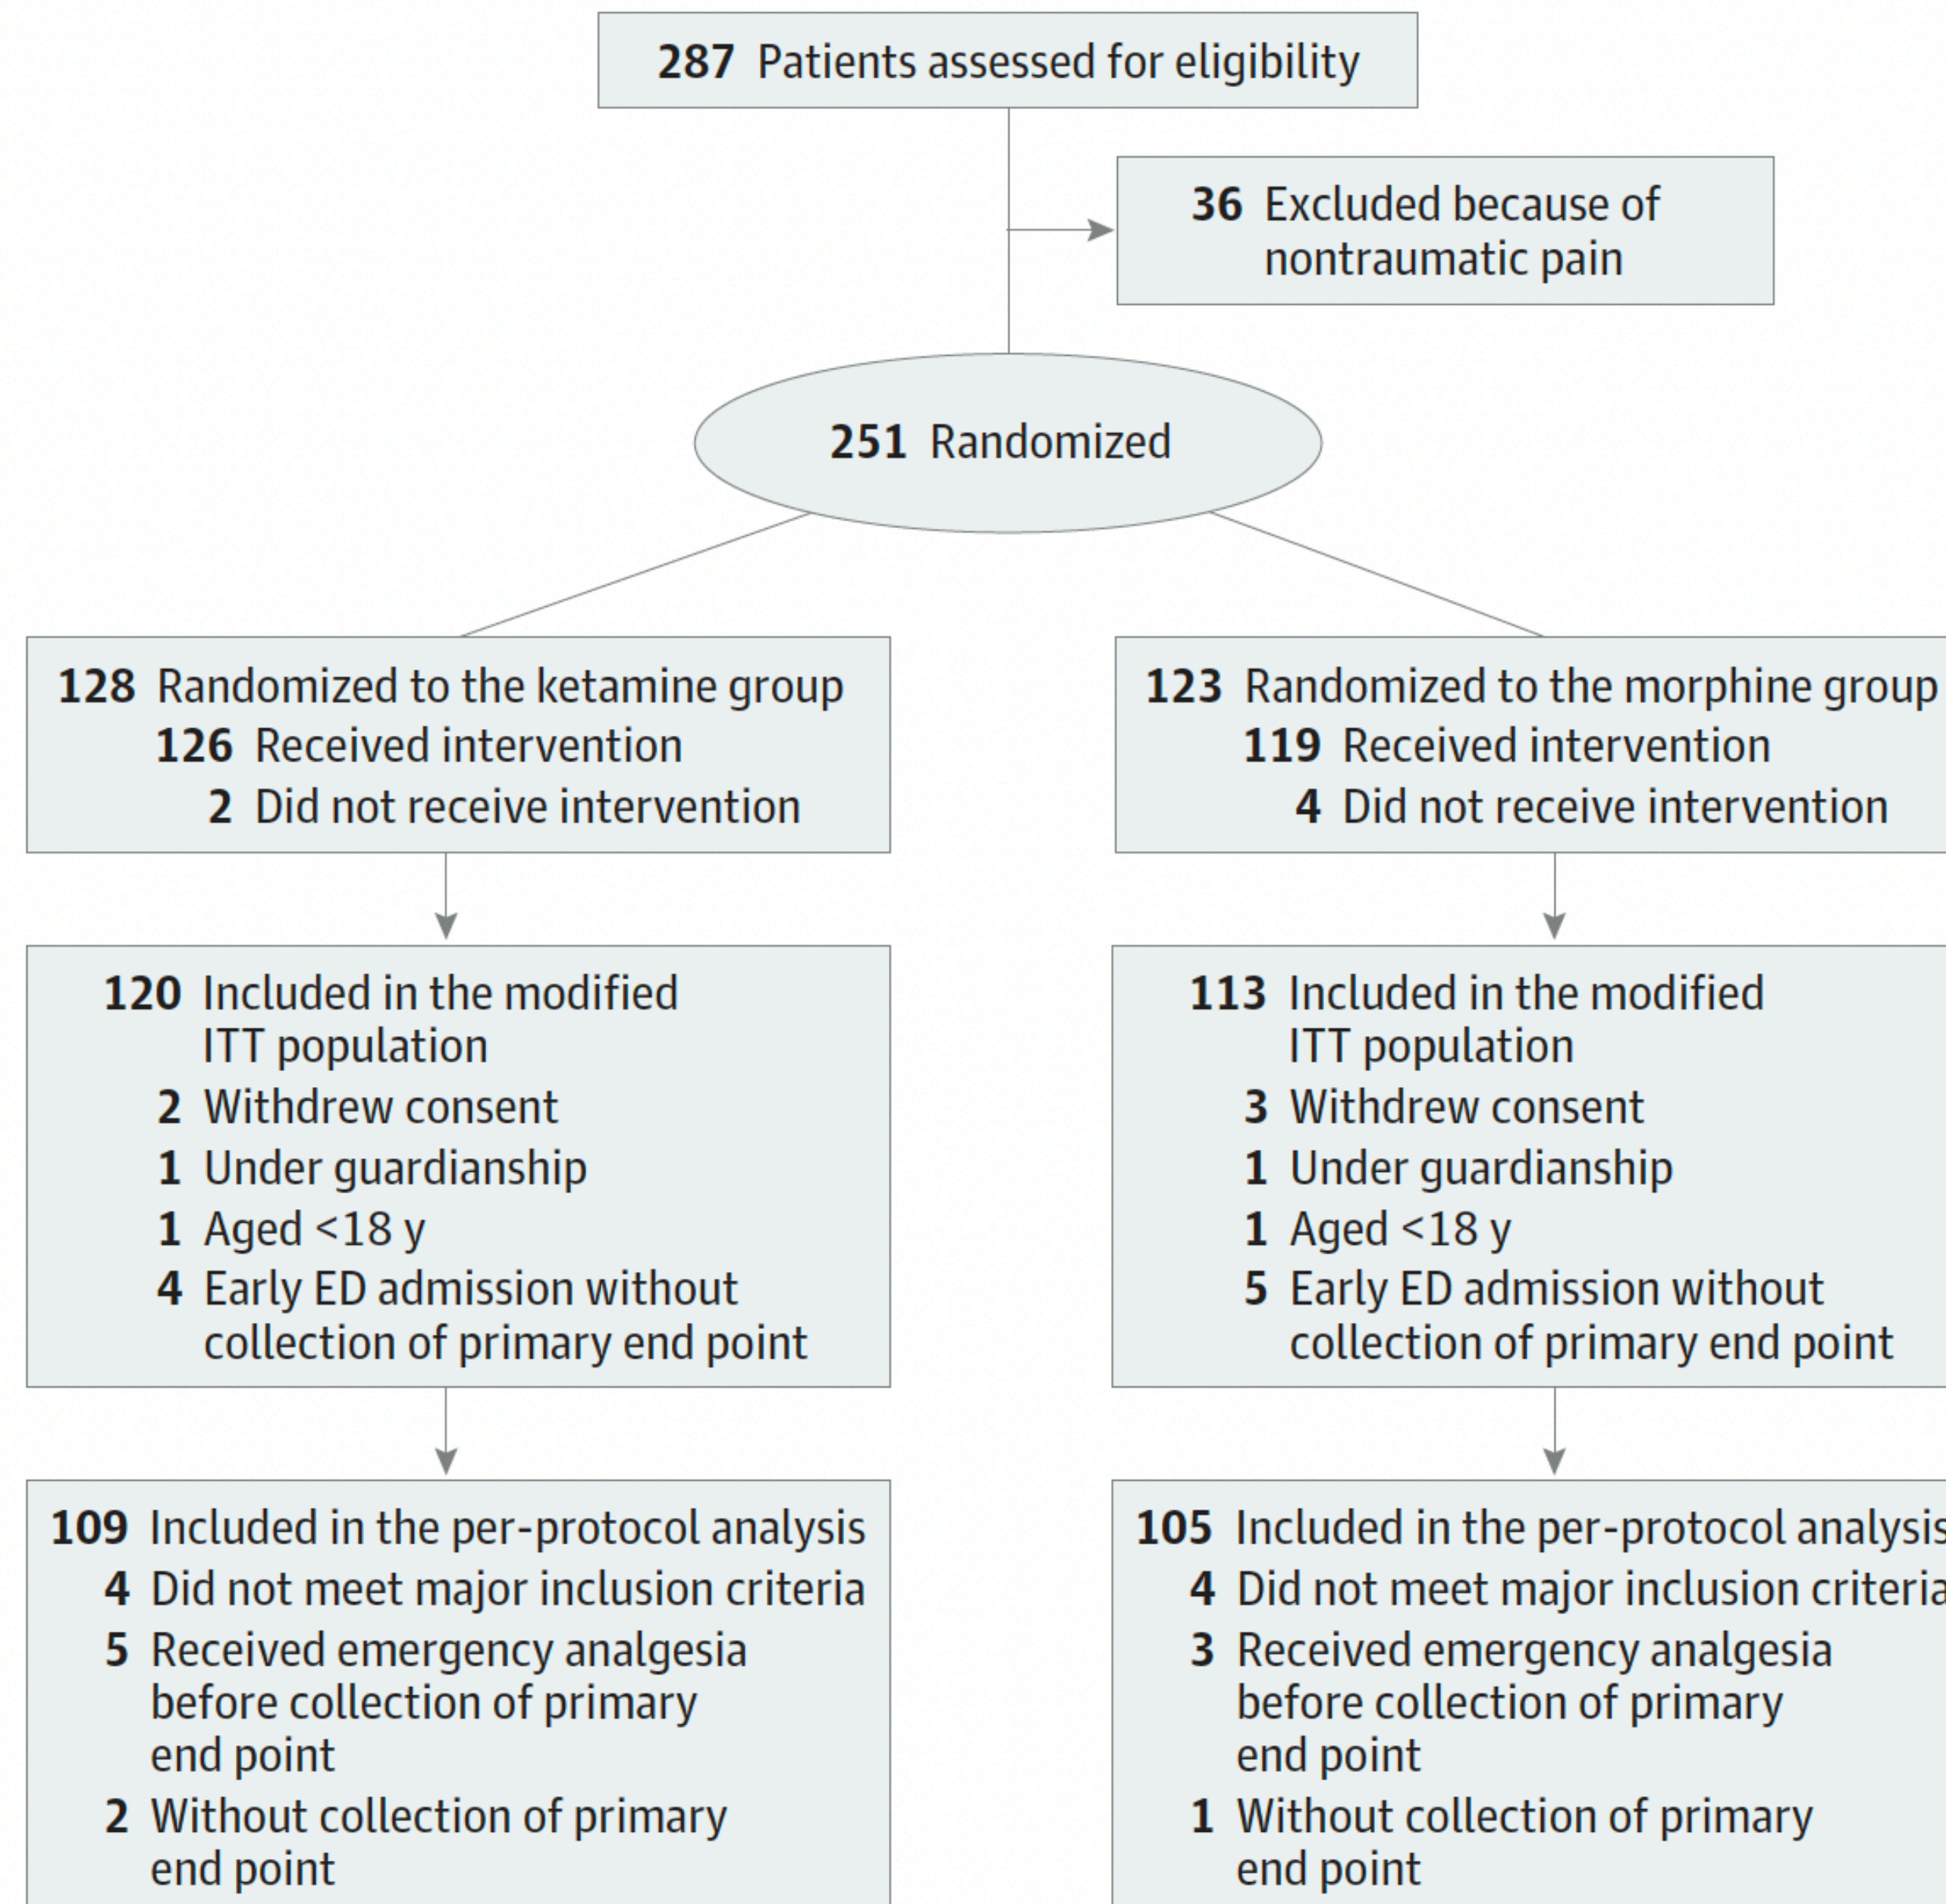 287 Patients assessed for eligibility
36 Excluded because of
nontraumatic pain
251 Randomized
128 Randomized to the ketamine group
126 Received intervention
2 Did not receive intervention
123 Randomized to the morphine group
119 Received intervention
4 Did not receive intervention
120 Included in the modified
ITT population
2 Withdrew consent
1 Under guardianship
1 Aged <18 y
4 Early ED admission without
collection of primary end point
113 Included in the modified
ITT population
3 Withdrew consent
1 Under guardianship
1 Aged <18 y
5 Early ED admission without
collection of primary end point
109 Included in the per-protocol analysis
4 Did not meet major inclusion criteria
5 Received emergency analgesia
before collection of primary
end point
2 Without collection of primary
end point
105 Included in the per-protocol analysis
4 Did not meet major inclusion criteria
3 Received emergency analgesia
before collection of primary
end point
1 Without collection of primary
end point